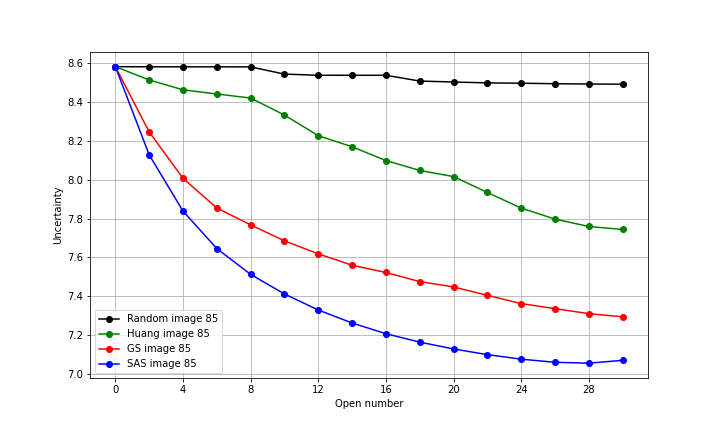 8.6
8.4
8.2
8.0
7.8
7.6
7.4
7.2
7.0
Uncertainty
0 4 8 12 16 20 24 28
Open number
Random image 85
Huang image 85
GS image 85
SAS image 85